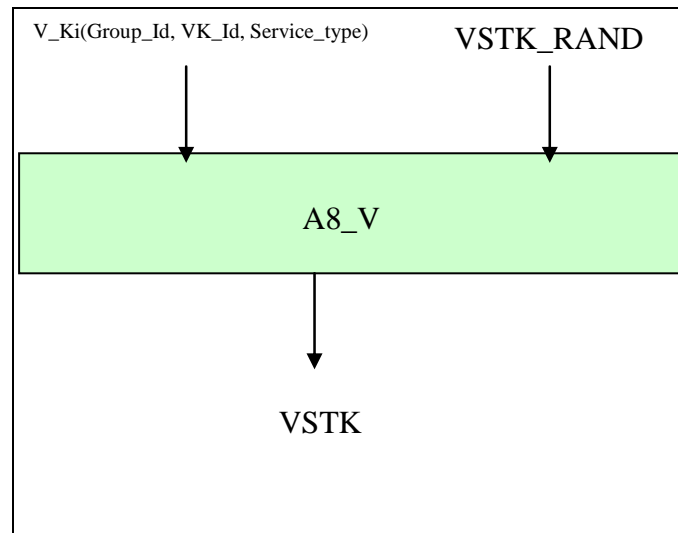 V_Ki(Group_Id, VK_Id, Service_type)
VSTK_RAND
A8_V
VSTK